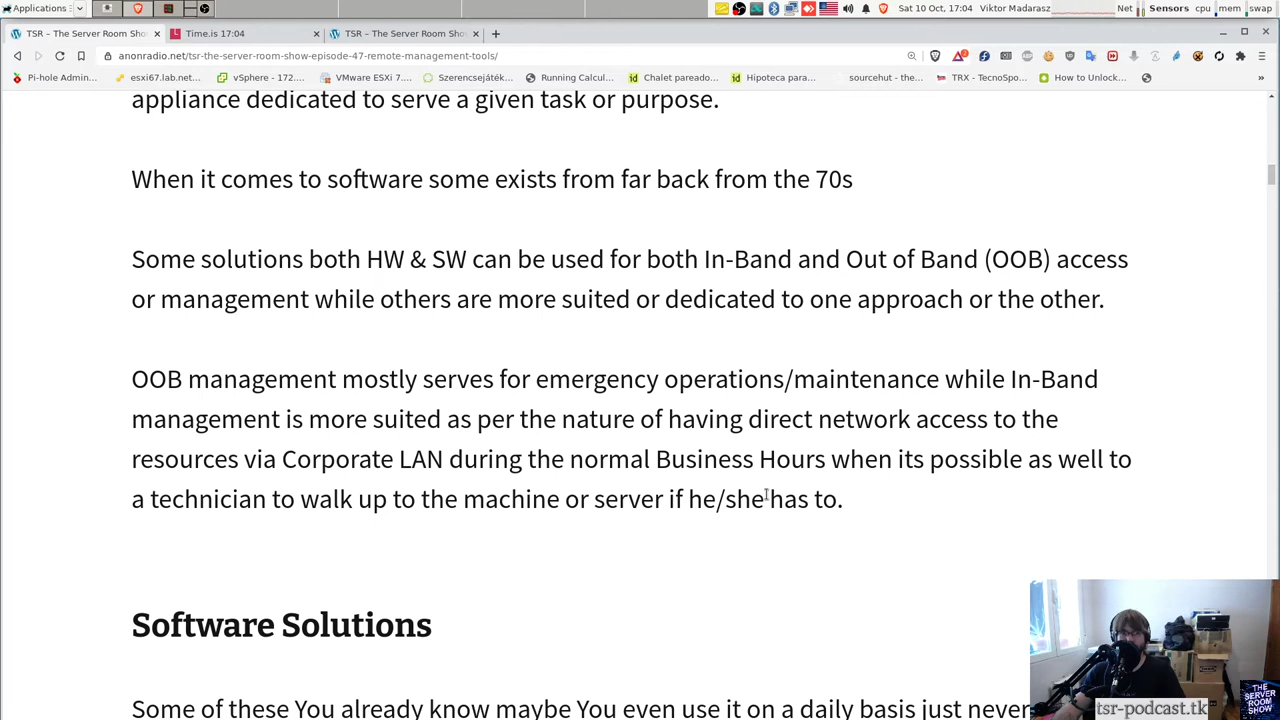 Applications
Sat 10 Oct, 17:04 Viktor Madarasz
Net Sensors cpu mem swap
TSR – The Server Room Sho
Time.is 17:04
TSR – The Server Room Sho
anonradio.net/tsr-the-server-room-show-episode-47-remote-management-tools/
Pi-hole Admin...
esxi67.lab.net...
vSphere - 172....
VMware ESXi 7....
Szerencsejáték...
Running Calcul...
Chalet pareado...
Hipoteca para...
sourcehut - the...
TRX - TecnoSpo...
How to Unlock...
appliance dedicated to serve a given task or purpose.
When it comes to software some exists from far back from the 70s
Some solutions both HW & SW can be used for both In-Band and Out of Band (OOB) access
or management while others are more suited or dedicated to one approach or the other.
OOB management mostly serves for emergency operations/maintenance while In-Band
management is more suited as per the nature of having direct network access to the
resources via Corporate LAN during the normal Business Hours when its possible as well to
a technician to walk up to the machine or server if he/she has to.
Software Solutions
Some of these You already know maybe You even use it on a daily basis just never
THE
SERVER
ROOM
SHOW
tsr-podcast.tk